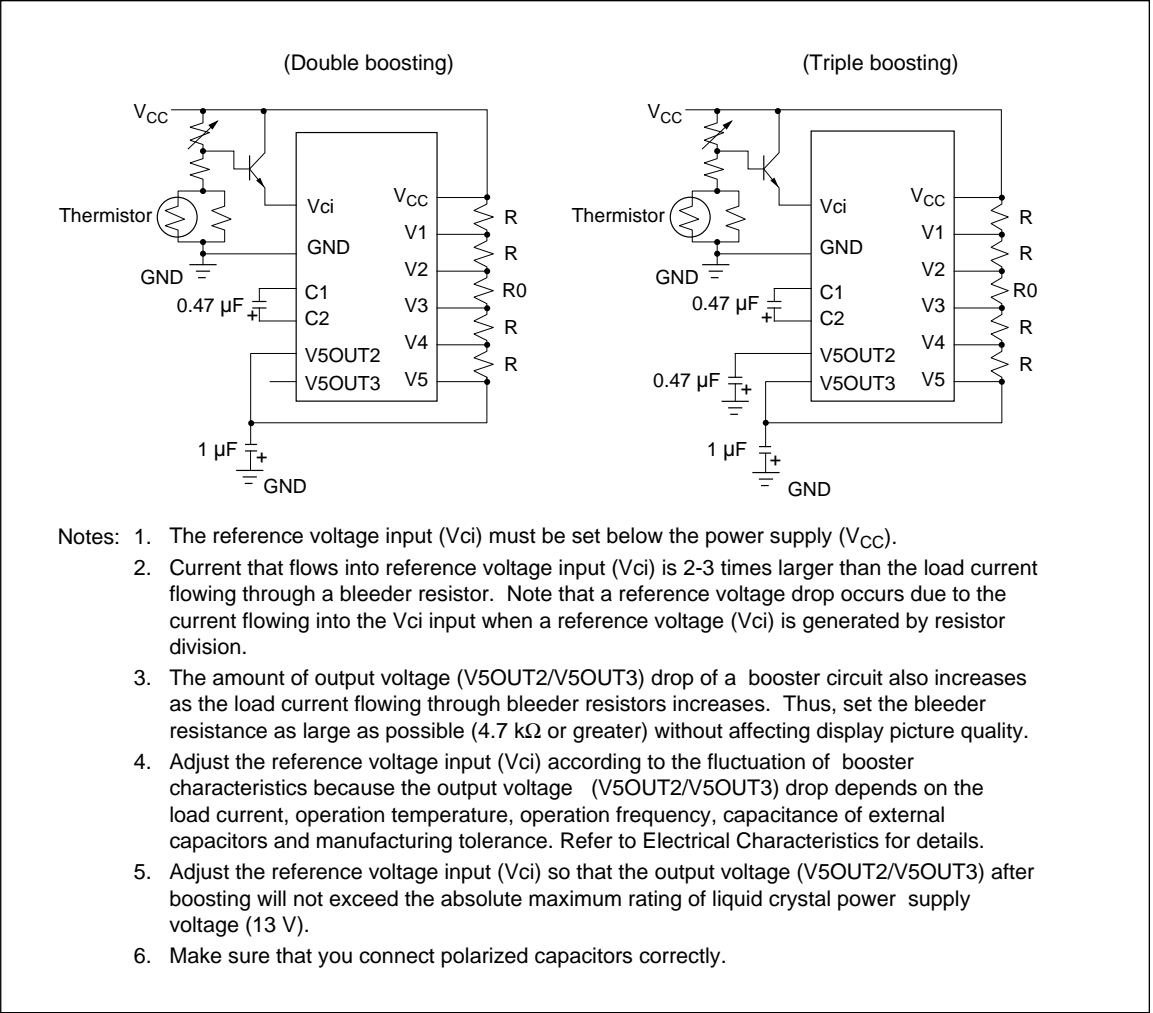 (Double boosting)
VCC
Thermistor
GND
0.47 µF
+
1 µF
+
GND
Vci
GND
C1
C2
V5OUT2
V5OUT3
VCC
V1
V2
V3
V4
V5
R
R
R0
R
R
(Triple boosting)
VCC
Thermistor
GND
0.47 µF
+
0.47 µF
+
1 µF
+
GND
Vci
GND
C1
C2
V5OUT2
V5OUT3
VCC
V1
V2
V3
V4
V5
R
R
R0
R
R
Notes: 1. The reference voltage input (Vci) must be set below the power supply (VCC).
2. Current that flows into reference voltage input (Vci) is 2-3 times larger than the load current
flowing through a bleeder resistor. Note that a reference voltage drop occurs due to the
current flowing into the Vci input when a reference voltage (Vci) is generated by resistor
division.
3. The amount of output voltage (V5OUT2/V5OUT3) drop of a booster circuit also increases
as the load current flowing through bleeder resistors increases. Thus, set the bleeder
resistance as large as possible (4.7 kΩ or greater) without affecting display picture quality.
4. Adjust the reference voltage input (Vci) according to the fluctuation of booster
characteristics because the output voltage (V5OUT2/V5OUT3) drop depends on the
load current, operation temperature, operation frequency, capacitance of external
capacitors and manufacturing tolerance. Refer to Electrical Characteristics for details.
5. Adjust the reference voltage input (Vci) so that the output voltage (V5OUT2/V5OUT3) after
boosting will not exceed the absolute maximum rating of liquid crystal power supply
voltage (13 V).
6. Make sure that you connect polarized capacitors correctly.